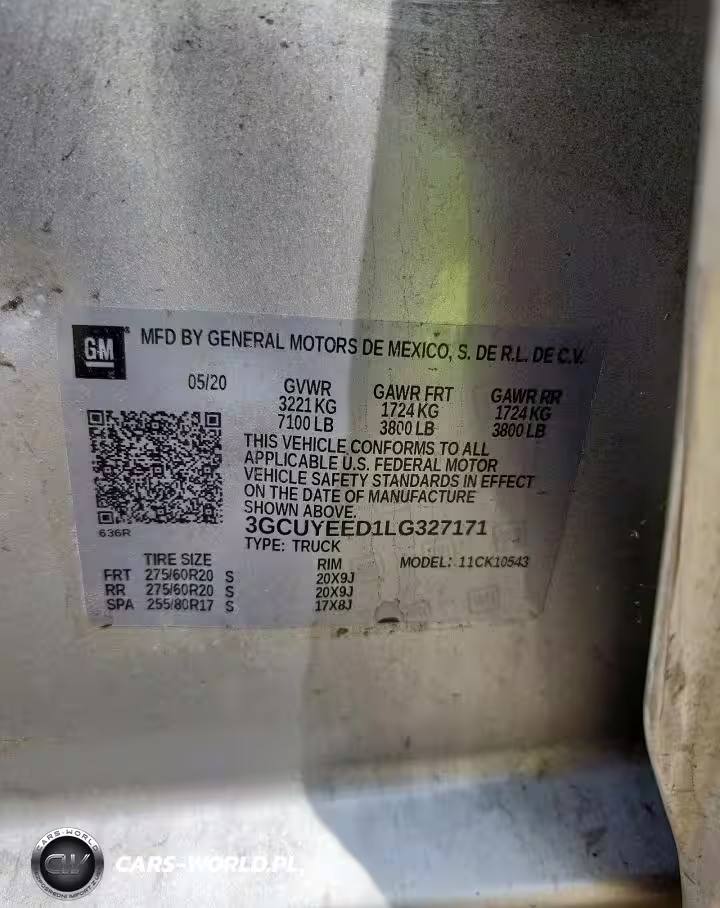 GM
MFD BY GENERAL MOTORS DE MEXICO, S. DE R.L. DE C.V.
05/20
GVWR
3221 KG
7100 LB
GAWR FRT
1724 KG
3800 LB
GAWR RR
1724 KG
3800 LB
THIS VEHICLE CONFORMS TO ALL
APPLICABLE U.S. FEDERAL MOTOR
VEHICLE SAFETY STANDARDS IN EFFECT
ON THE DATE OF MANUFACTURE
SHOWN ABOVE.
636R
3GCUYEED1LG327171
TYPE: TRUCK
MODEL: 11CK10543
TIRE SIZE RIM
FRT 275/60R20 S 20X9J
RR 275/60R20 S 20X9J
SPA 255/80R17 S 17X8J
CARS-WORLD
CARS-WORLD.PL